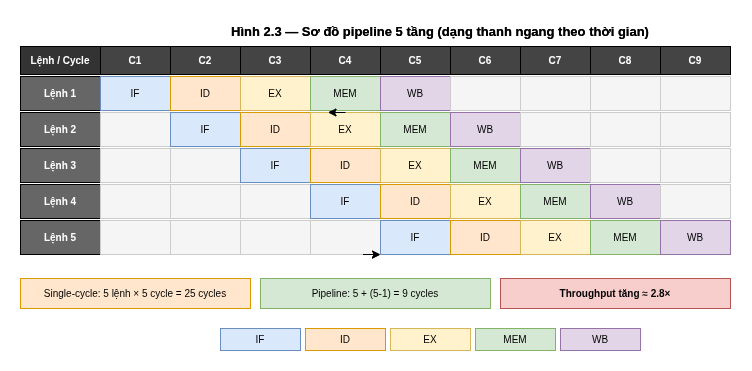 Hình 2.3 — Sơ đồ pipeline 5 tầng (dạng thanh ngang theo thời gian)
Lệnh / Cycle C1 C2 C3 C4 C5 C6 C7 C8 C9
Lệnh 1 IF ID EX MEM WB
Lệnh 2 IF ID EX MEM WB
Lệnh 3 IF ID EX MEM WB
Lệnh 4 IF ID EX MEM WB
Lệnh 5 IF ID EX MEM WB
Single-cycle: 5 lệnh × 5 cycle = 25 cycles Pipeline: 5 + (5-1) = 9 cycles Throughput tăng ≈ 2.8×
IF ID EX MEM WB